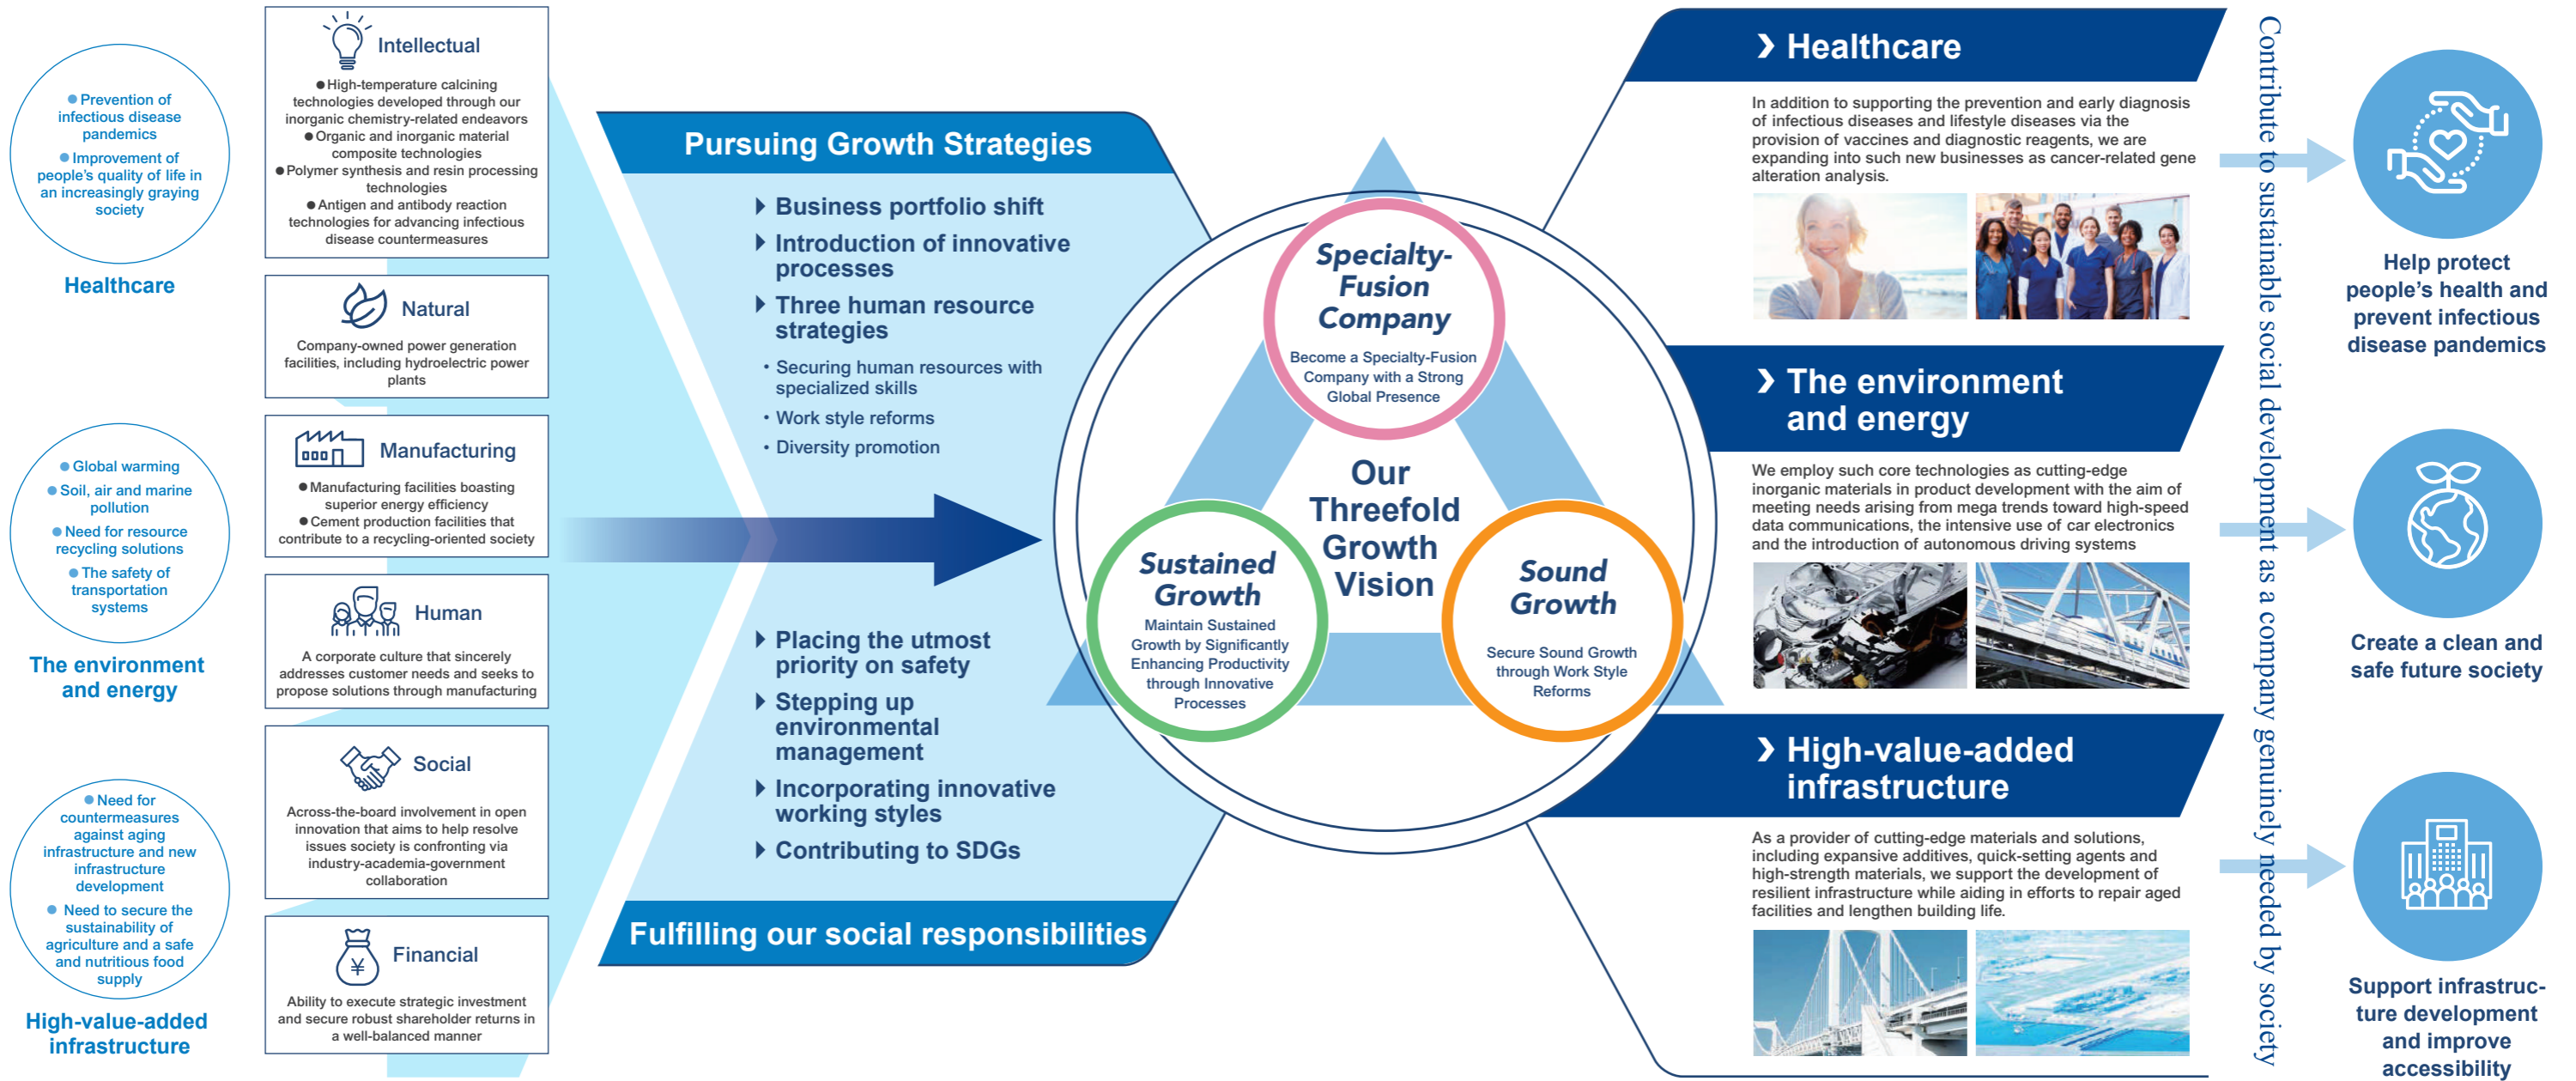 ● Prevention of
infectious disease
pandemics
● Improvement of
people's quality of life in
an increasingly graying
society
Healthcare
● Global warming
● Soil, air and marine
pollution
● Need for resource
recycling solutions
● The safety of
transportation
systems
The environment
and energy
● Need for
countermeasures
against aging
infrastructure and new
infrastructure
development
● Need to secure the
sustainability of
agriculture and a safe
and nutritious food
supply
High-value-added
infrastructure
Intellectual
● High-temperature calcining
technologies developed through our
inorganic chemistry-related endeavors
● Organic and inorganic material
composite technologies
● Polymer synthesis and resin processing
technologies
● Antigen and antibody reaction
technologies for advancing infectious
disease countermeasures
Natural
Company-owned power generation
facilities, including hydroelectric power
plants
Manufacturing
● Manufacturing facilities boasting
superior energy efficiency
● Cement production facilities that
contribute to a recycling-oriented society
Human
A corporate culture that sincerely
addresses customer needs and seeks to
propose solutions through manufacturing
Social
Across-the-board involvement in open
innovation that aims to help resolve
issues society is confronting via
industry-academia-government
collaboration
¥
Financial
Ability to execute strategic investment
and secure robust shareholder returns in
a well-balanced manner
Pursuing Growth Strategies
Business portfolio shift
Introduction of innovative
processes
Three human resource
strategies
・Securing human resources with
specialized skills
・Work style reforms
・Diversity promotion
Placing the utmost
priority on safety
Stepping up
environmental
management
Incorporating innovative
working styles
Contributing to SDGs
Fulfilling our social responsibilities
Specialty-
Fusion
Company
Become a Specialty-Fusion
Company with a Strong
Global Presence
Our
Threefold
Growth
Vision
Sustained
Growth
Maintain Sustained
Growth by Significantly
Enhancing Productivity
through Innovative
Processes
Sound
Growth
Secure Sound Growth
through Work Style
Reforms
Healthcare
In addition to supporting the prevention and early diagnosis
of infectious diseases and lifestyle diseases via the
provision of vaccines and diagnostic reagents, we are
expanding into such new businesses as cancer-related gene
alteration analysis.
The environment
and energy
We employ such core technologies as cutting-edge
inorganic materials in product development with the aim of
meeting needs arising from mega trends toward high-speed
data communications, the intensive use of car electronics
and the introduction of autonomous driving systems
High-value-added
infrastructure
As a provider of cutting-edge materials and solutions,
including expansive additives, quick-setting agents and
high-strength materials, we support the development of
resilient infrastructure while aiding in efforts to repair aged
facilities and lengthen building life.
Contribute to sustainable social development as a company genuinely needed by society
Help protect
people's health and
prevent infectious
disease pandemics
Create a clean and
safe future society
Support infrastruc-
ture development
and improve
accessibility